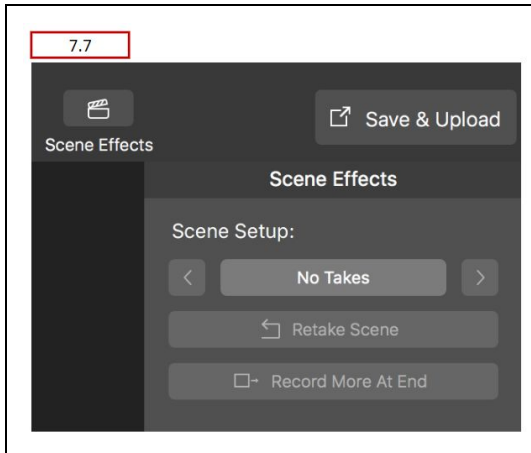 7.7
Save & Upload
Scene Effects
Scene Effects
Scene Setup:
No Takes
Retake Scene
Record More At End